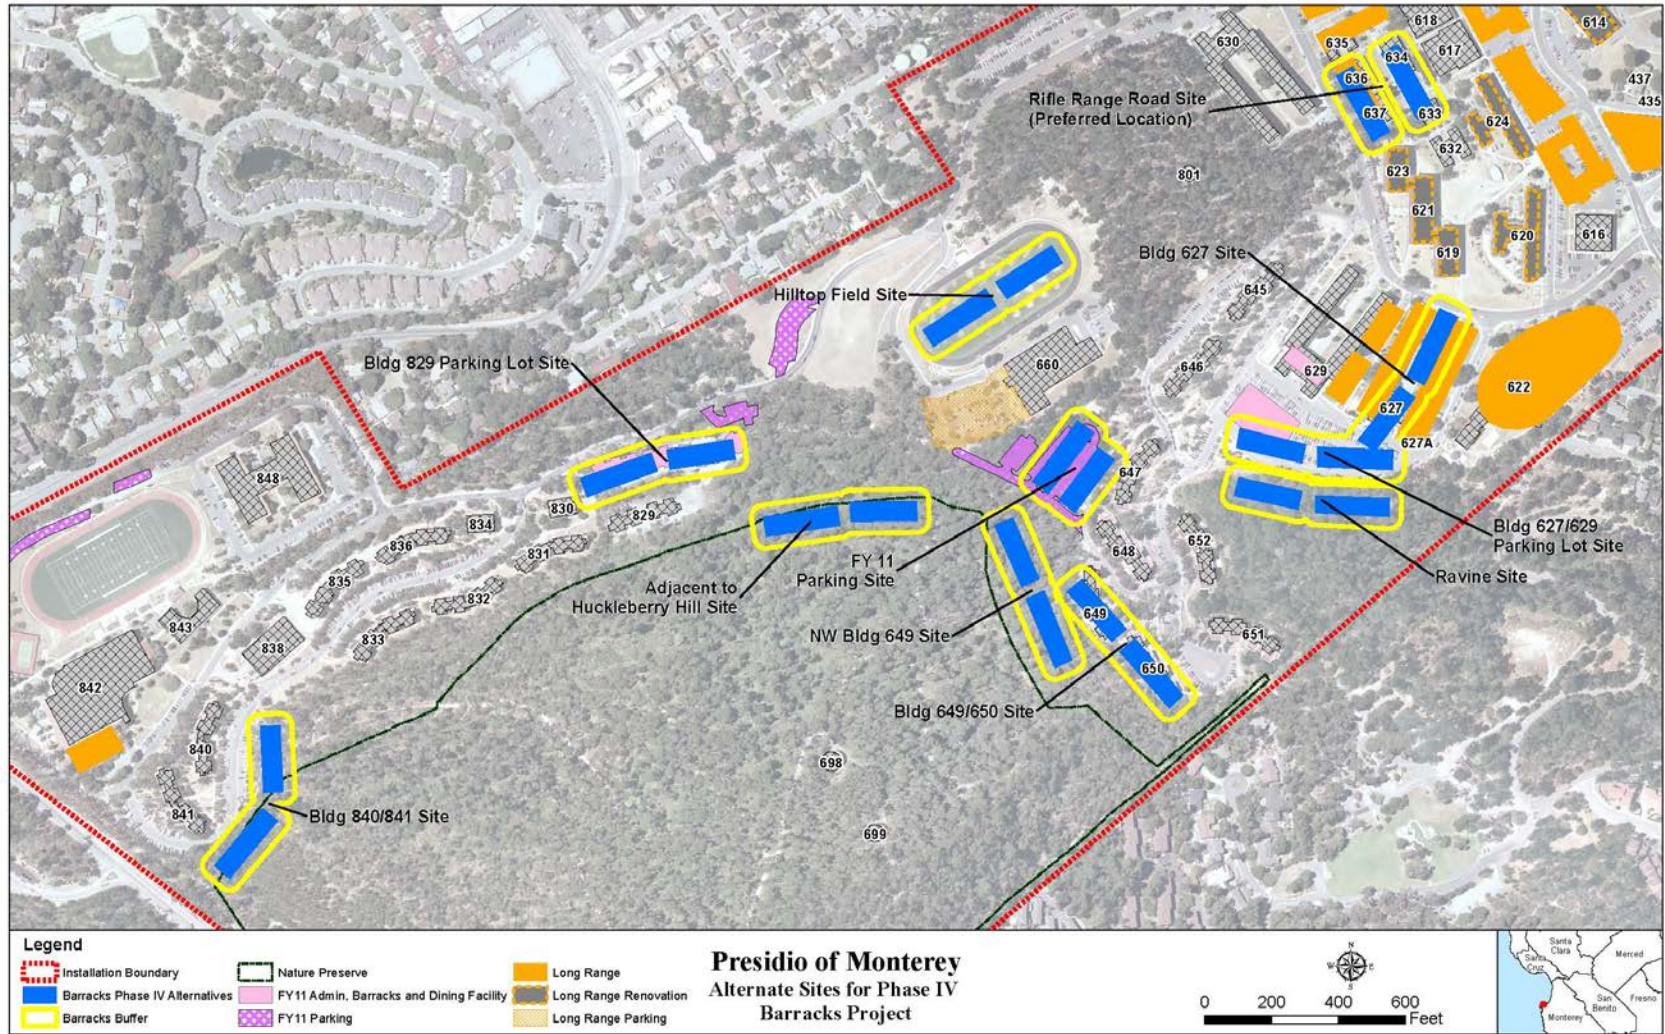 630
635
618
617
614
634
636
637
633
Rifle Range Road Site
(Preferred Location)
437
435
624
632
623
801
621
620
616
619
Bldg 627 Site
645
Hilltop Field Site
Bldg 829 Parking Lot Site
660
646
629
622
627
627A
848
647
830
829
834
836
831
835
832
843
833
838
842
Adjacent to
Huckleberry Hill Site
FY 11
Parking Site
648
652
Bldg 627/629
Parking Lot Site
Ravine Site
NW Bldg 649 Site
649
651
650
Bldg 649/650 Site
840
698
841
Bldg 840/841 Site
699
Legend
Installation Boundary
Barracks Phase IV Alternatives
Barracks Buffer
Nature Preserve
FY11 Admin, Barracks and Dining Facility
FY11 Parking
Long Range
Long Range Renovation
Long Range Parking
Presidio of Monterey
Alternate Sites for Phase IV
Barracks Project
N
W E
S
0 200 400 600
Feet
Santa
Clara
Santa
Cruz
Merced
San
Benito
Fresno
Monterey